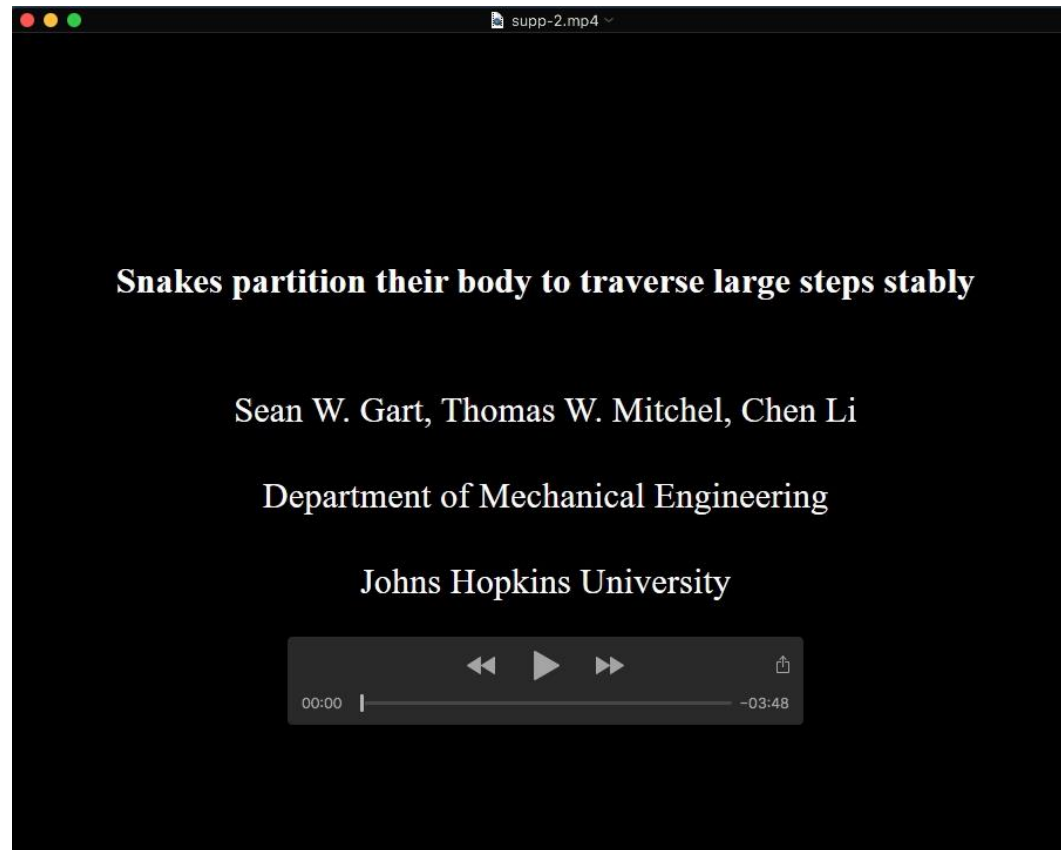 supp-2.mp4
Snakes partition their body to traverse large steps stably
Sean W. Gart, Thomas W. Mitchel, Chen Li
Department of Mechanical Engineering
Johns Hopkins University
00:00 -03:48